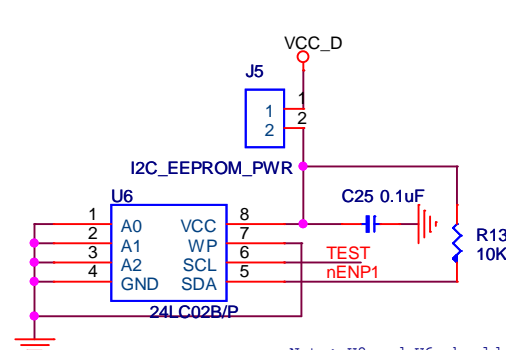 VCC_D
J5
1
1
2
2
I2C_EEPROM_PWR
C25 0.1uF
U6
R13
10K
1 A0 VCC 8
2 A1 WP 7
3 A2 SCL 6 TEST
4 GND SDA 5 nENP1
24LC02B/P